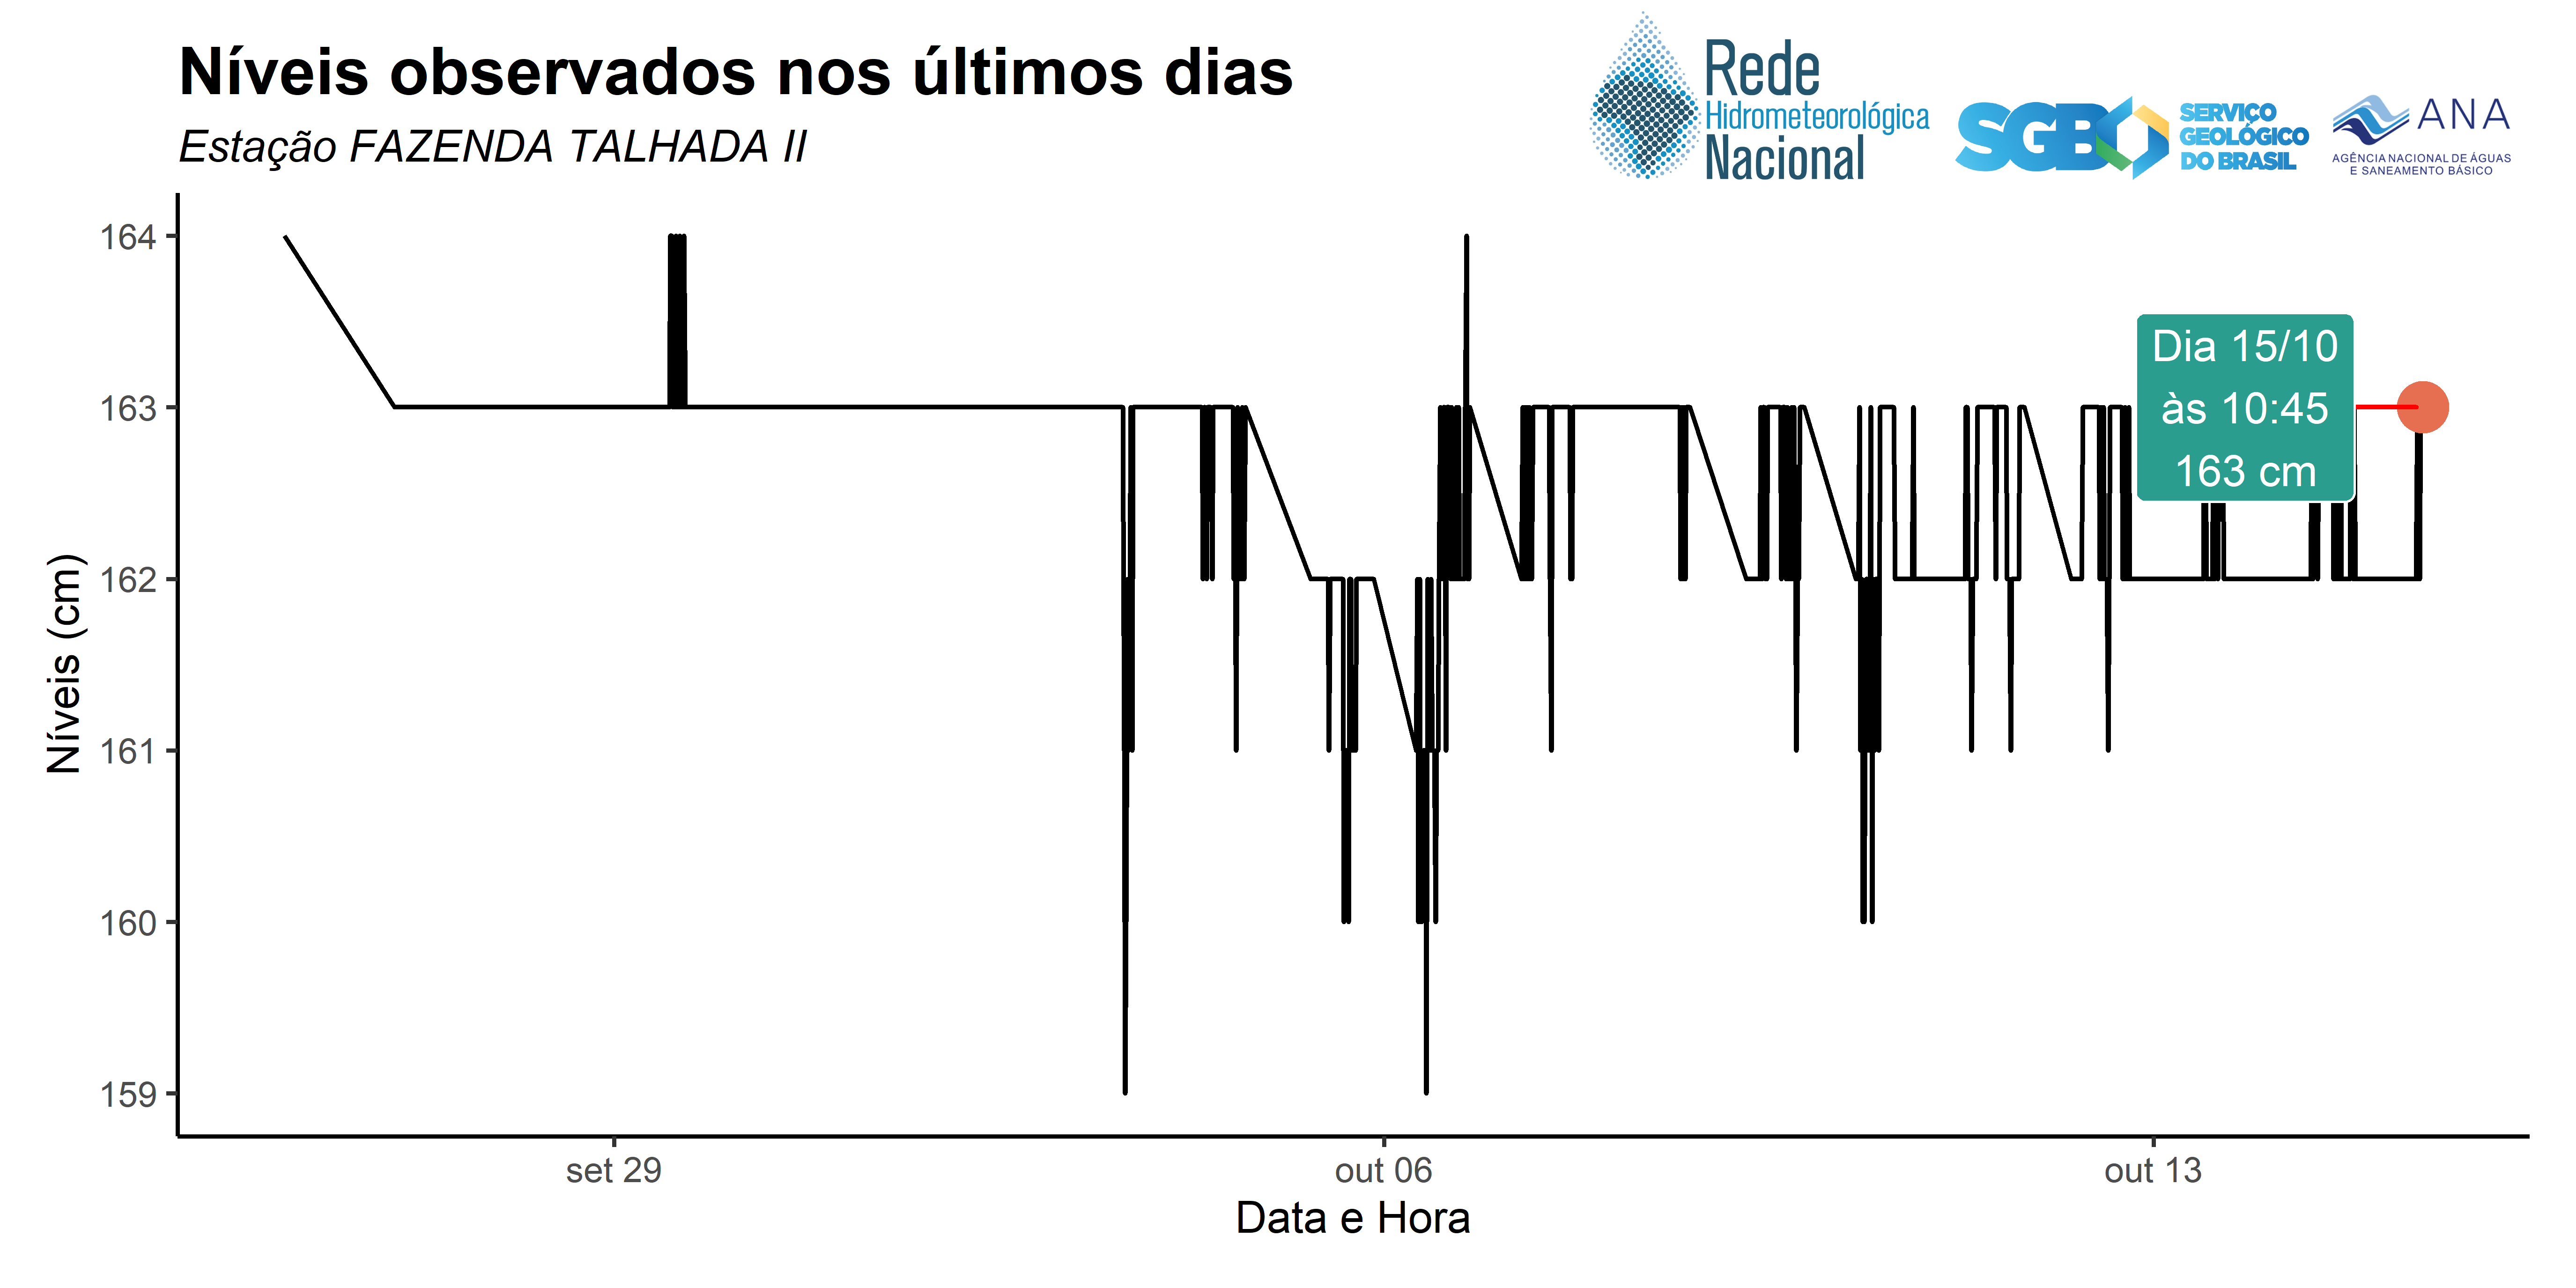 Níveis observados nos últimos dias
Estação FAZENDA TALHADA II
Rede
Hidrometeorológica
Nacional
SGB
SERVIÇO
GEOLÓGICO
DO BRASIL
ANA
AGÊNCIA NACIONAL DE ÁGUAS
E SANEAMENTO BÁSICO
164
163
162
161
160
159
Níveis (cm)
Dia 15/10
às 10:45
163 cm
set 29
out 06
out 13
Data e Hora